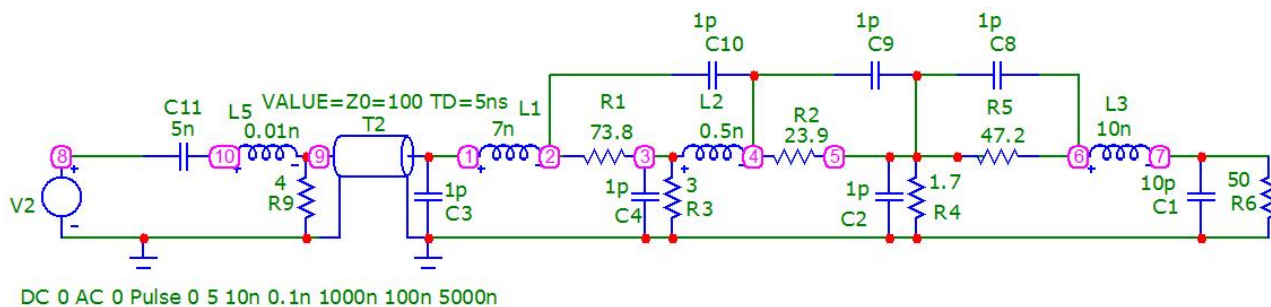 1p
C10
1p
C9
1p
C8
C11
5n
L5
0.01n
VALUE=Z0=100 TD=5ns
T2
L1
7n
R1
73.8
L2
0.5n
R2
23.9
R5
47.2
L3
10n
8
10
9
1
2
3
4
5
6
7
V2
4
R9
1p
C3
1p
C4
3
R3
1p
C2
1.7
R4
10p
C1
50
R6
DC 0 AC 0 Pulse 0 5 10n 0.1n 1000n 100n 5000n